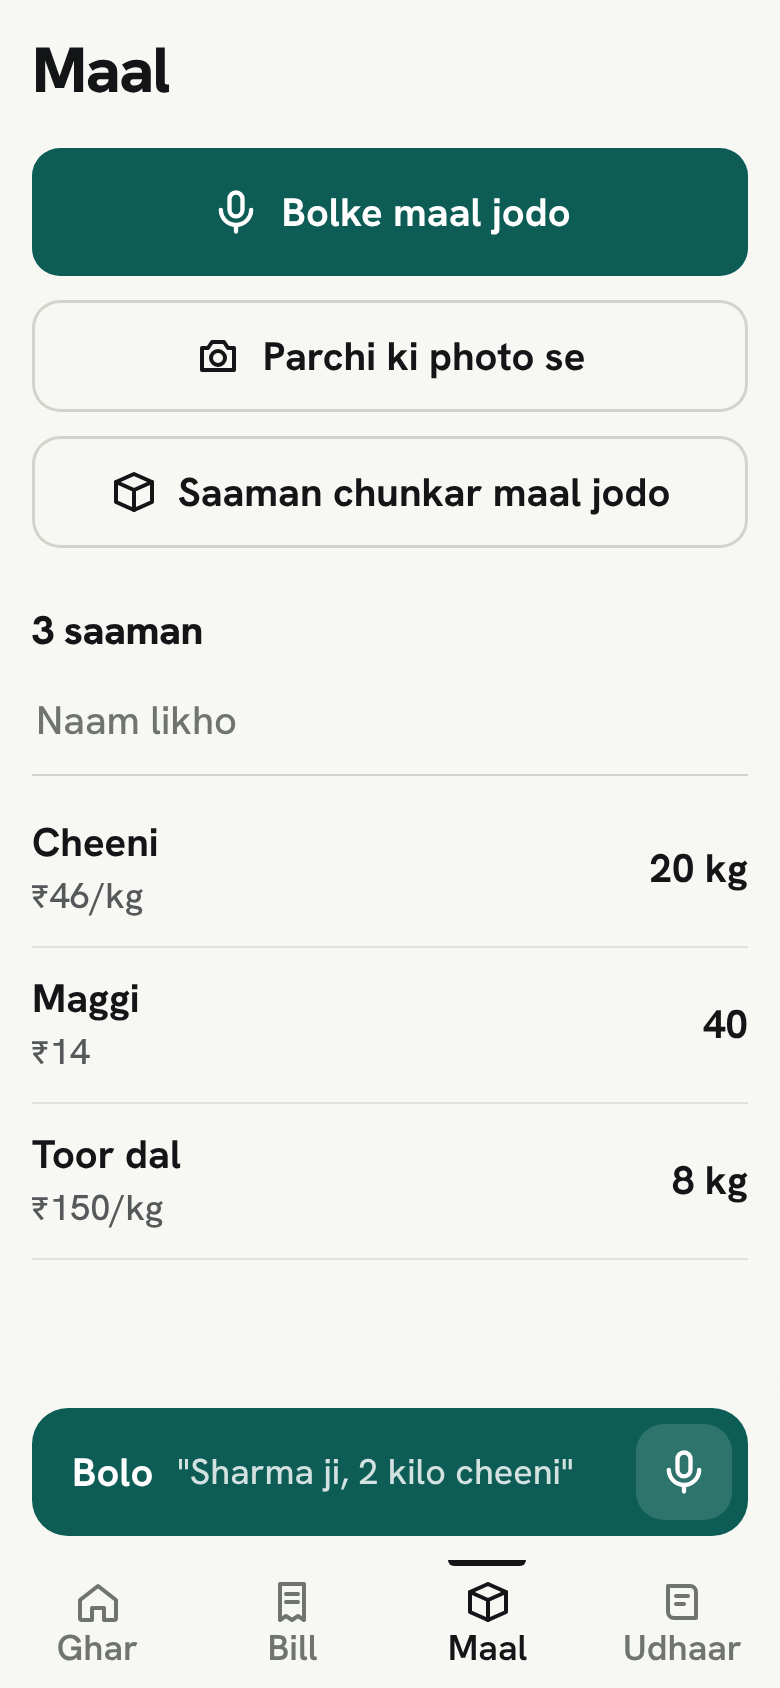 Maal
Bolke maal jodo
Parchi ki photo se
Saaman chunkar maal jodo
3 saaman
Naam likho
Cheeni
₹46/kg
20 kg
Maggi
₹14
40
Toor dal
₹150/kg
8 kg
Bolo "Sharma ji, 2 kilo cheeni"
Ghar Bill Maal Udhaar